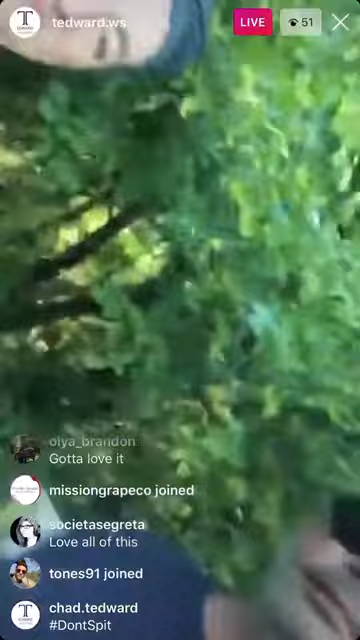 tedward.ws
LIVE
51
olya_brandon
Gotta love it
missiongrapeco joined
societasegreta
Love all of this
tones91 joined
chad.tedward
#DontSpit